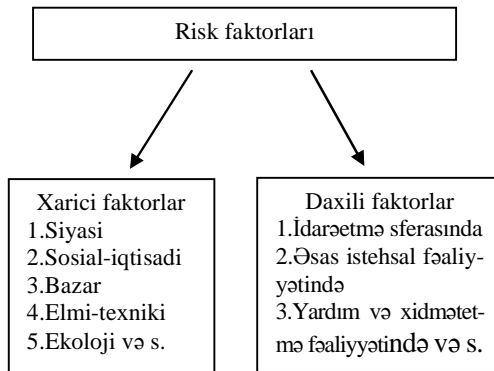 Risk faktorları
Xarici faktorlar
1.Siyasi
2.Sosial-iqtisadi
3.Bazar
4.Elmi-texniki
5.Ekoloji və s.
Daxili faktorlar
1.İdarəetmə sferasında
2.Əsas istehsal fəaliy-
yətində
3.Yardım və xidmətet-
mə fəaliyyətində və s.